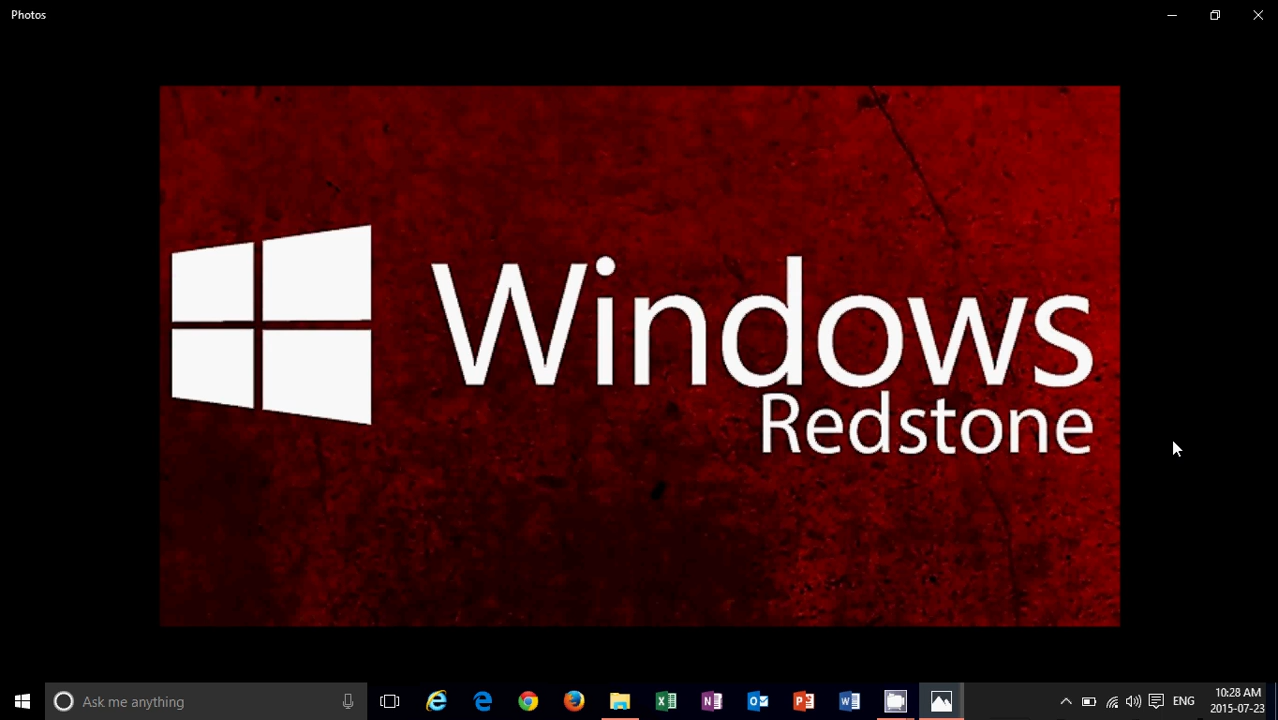 Photos
Windows
Redstone
Ask me anything
ENG
10:28 AM
2015-07-23